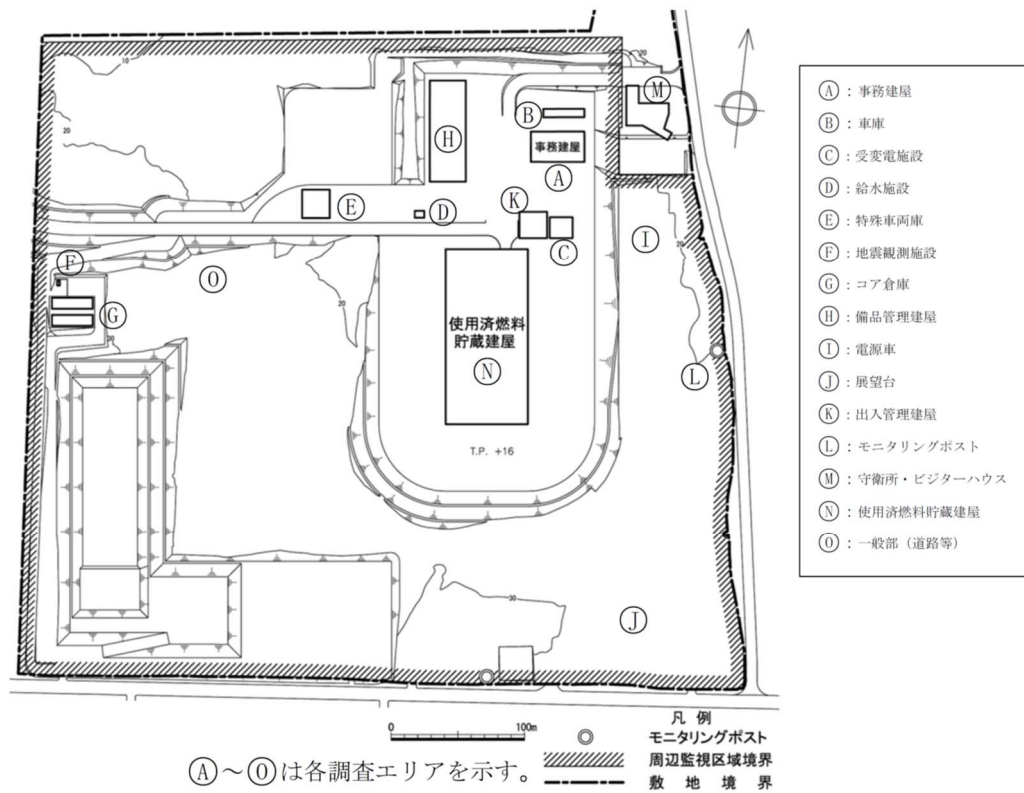 10
20
20
Ⓜ
Ⓑ
Ⓗ
事務建屋
Ⓐ
Ⓔ
Ⓓ
Ⓚ
Ⓒ
Ⓘ
20
Ⓕ
Ⓞ
Ⓖ
20
使用済燃料
貯蔵建屋
Ⓝ
Ⓛ
T.P. +16
30
Ⓙ
Ⓐ：事務建屋
Ⓑ：車庫
Ⓒ：受変電施設
Ⓓ：給水施設
Ⓔ：特殊車両庫
Ⓕ：地震観測施設
Ⓖ：コア倉庫
Ⓗ：備品管理建屋
Ⓘ：電源車
Ⓙ：展望台
Ⓚ：出入管理建屋
Ⓛ：モニタリングポスト
Ⓜ：守衛所・ビジターハウス
Ⓝ：使用済燃料貯蔵建屋
Ⓞ：一般部（道路等）
0 100m
凡例
モニタリングポスト
周辺監視区域境界
敷地境界
Ⓐ～Ⓞは各調査エリアを示す。